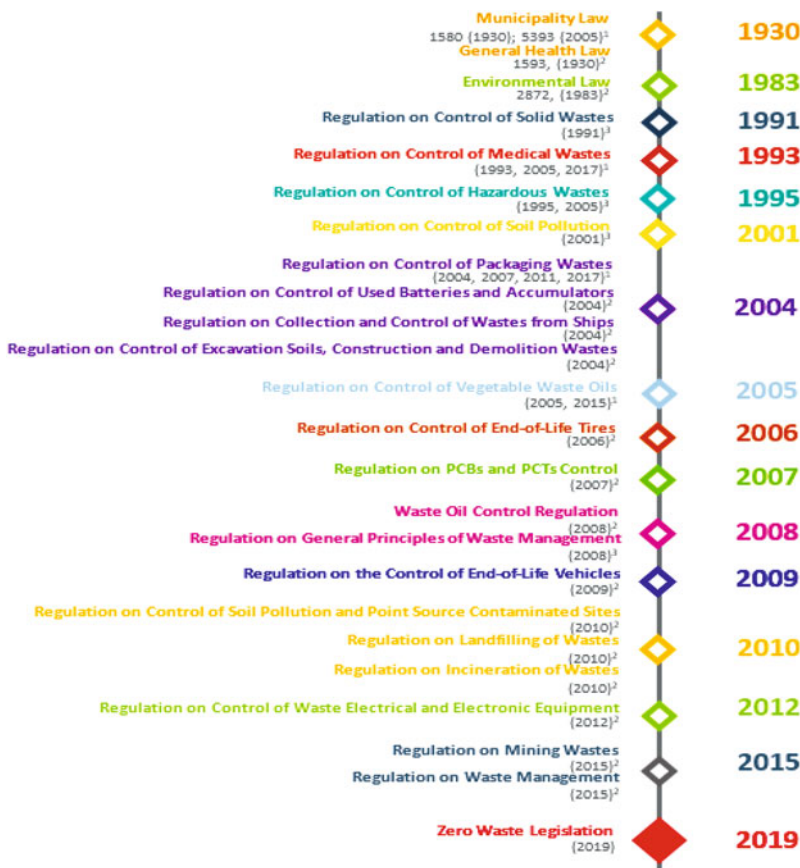 Municipality Law
1580 (1930); 5393 (2005)¹
1930
General Health Law
1593, (1930)²
Environmental Law
2872, (1983)²
1983
Regulation on Control of Solid Wastes
(1991)³
1991
Regulation on Control of Medical Wastes
(1993, 2005, 2017)¹
1993
Regulation on Control of Hazardous Wastes
(1995, 2005)³
1995
Regulation on Control of Soil Pollution
(2001)³
2001
Regulation on Control of Packaging Wastes
(2004, 2007, 2011, 2017)¹
Regulation on Control of Used Batteries and Accumulators
(2004)²
2004
Regulation on Collection and Control of Wastes from Ships
(2004)²
Regulation on Control of Excavation Soils, Construction and Demolition Wastes
(2004)²
Regulation on Control of Vegetable Waste Oils
(2005, 2015)¹
2005
Regulation on Control of End-of-Life Tires
(2006)²
2006
Regulation on PCBs and PCTs Control
(2007)²
2007
Waste Oil Control Regulation
(2008)²
2008
Regulation on General Principles of Waste Management
(2008)³
Regulation on the Control of End-of-Life Vehicles
(2009)²
2009
Regulation on Control of Soil Pollution and Point Source Contaminated Sites
(2010)²
Regulation on Landfilling of Wastes
(2010)²
2010
Regulation on Incineration of Wastes
(2010)²
Regulation on Control of Waste Electrical and Electronic Equipment
(2012)²
2012
Regulation on Mining Wastes
(2015)²
2015
Regulation on Waste Management
(2015)²
Zero Waste Legislation
(2019)
2019